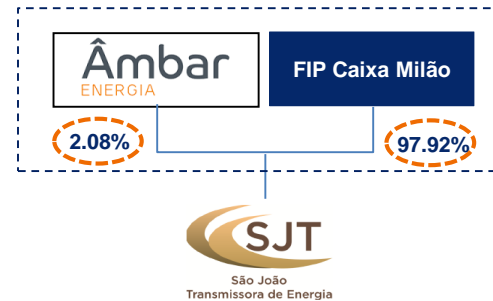 Âmbar
ENERGIA
FIP Caixa Milão
2.08%
97.92%
SJT
São João
Transmissora de Energia